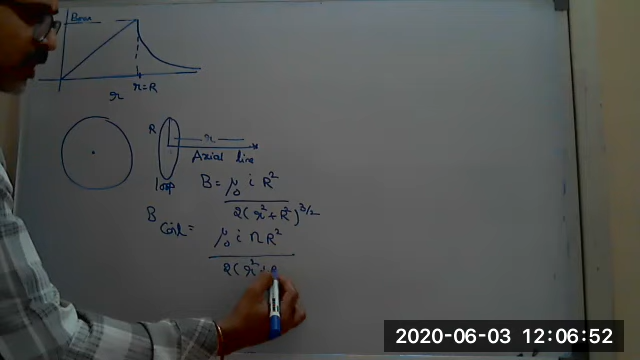 Bmax
r r=R
R r
Axial line
loop B = μ₀ i R²
2(r² + R²)^3/2
B coil = μ₀ i n R²
2(r² +
2020-06-03 12:06:52